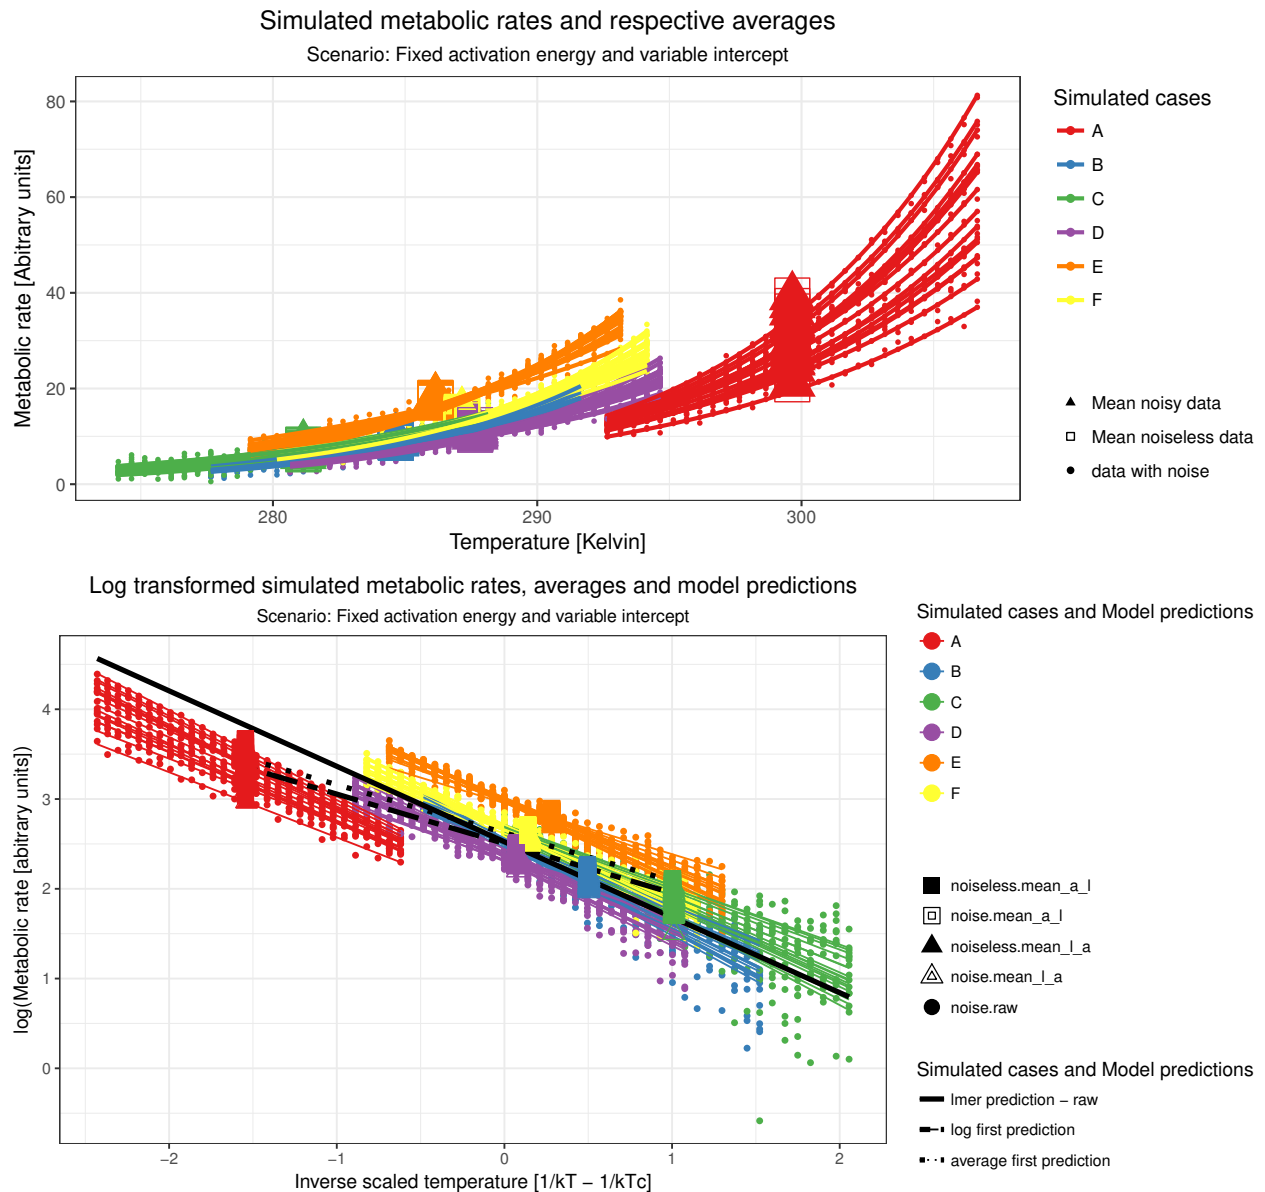 Simulated metabolic rates and respective averages
Scenario: Fixed activation energy and variable intercept
Metabolic rate [Abitrary units]
80
60
40
20
0
280
290
300
Temperature [Kelvin]
Simulated cases
A
B
C
D
E
F
Mean noisy data
Mean noiseless data
data with noise
Log transformed simulated metabolic rates, averages and model predictions
Scenario: Fixed activation energy and variable intercept
log(Metabolic rate [abitrary units])
4
3
2
1
0
−2
−1
0
1
2
Inverse scaled temperature [1/kT − 1/kTc]
Simulated cases and Model predictions
A
B
C
D
E
F
noiseless.mean_a_l
noise.mean_a_l
noiseless.mean_l_a
noise.mean_l_a
noise.raw
Simulated cases and Model predictions
lmer prediction − raw
log first prediction
average first prediction